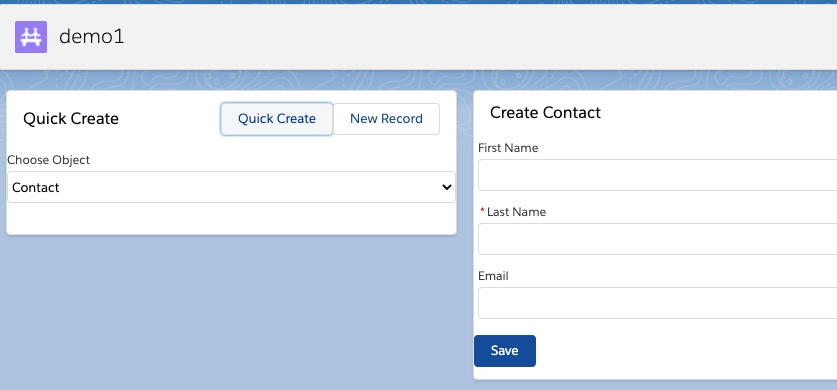 demo1
Quick Create
Quick Create New Record
Choose Object
Contact
Create Contact
First Name
* Last Name
Email
Save